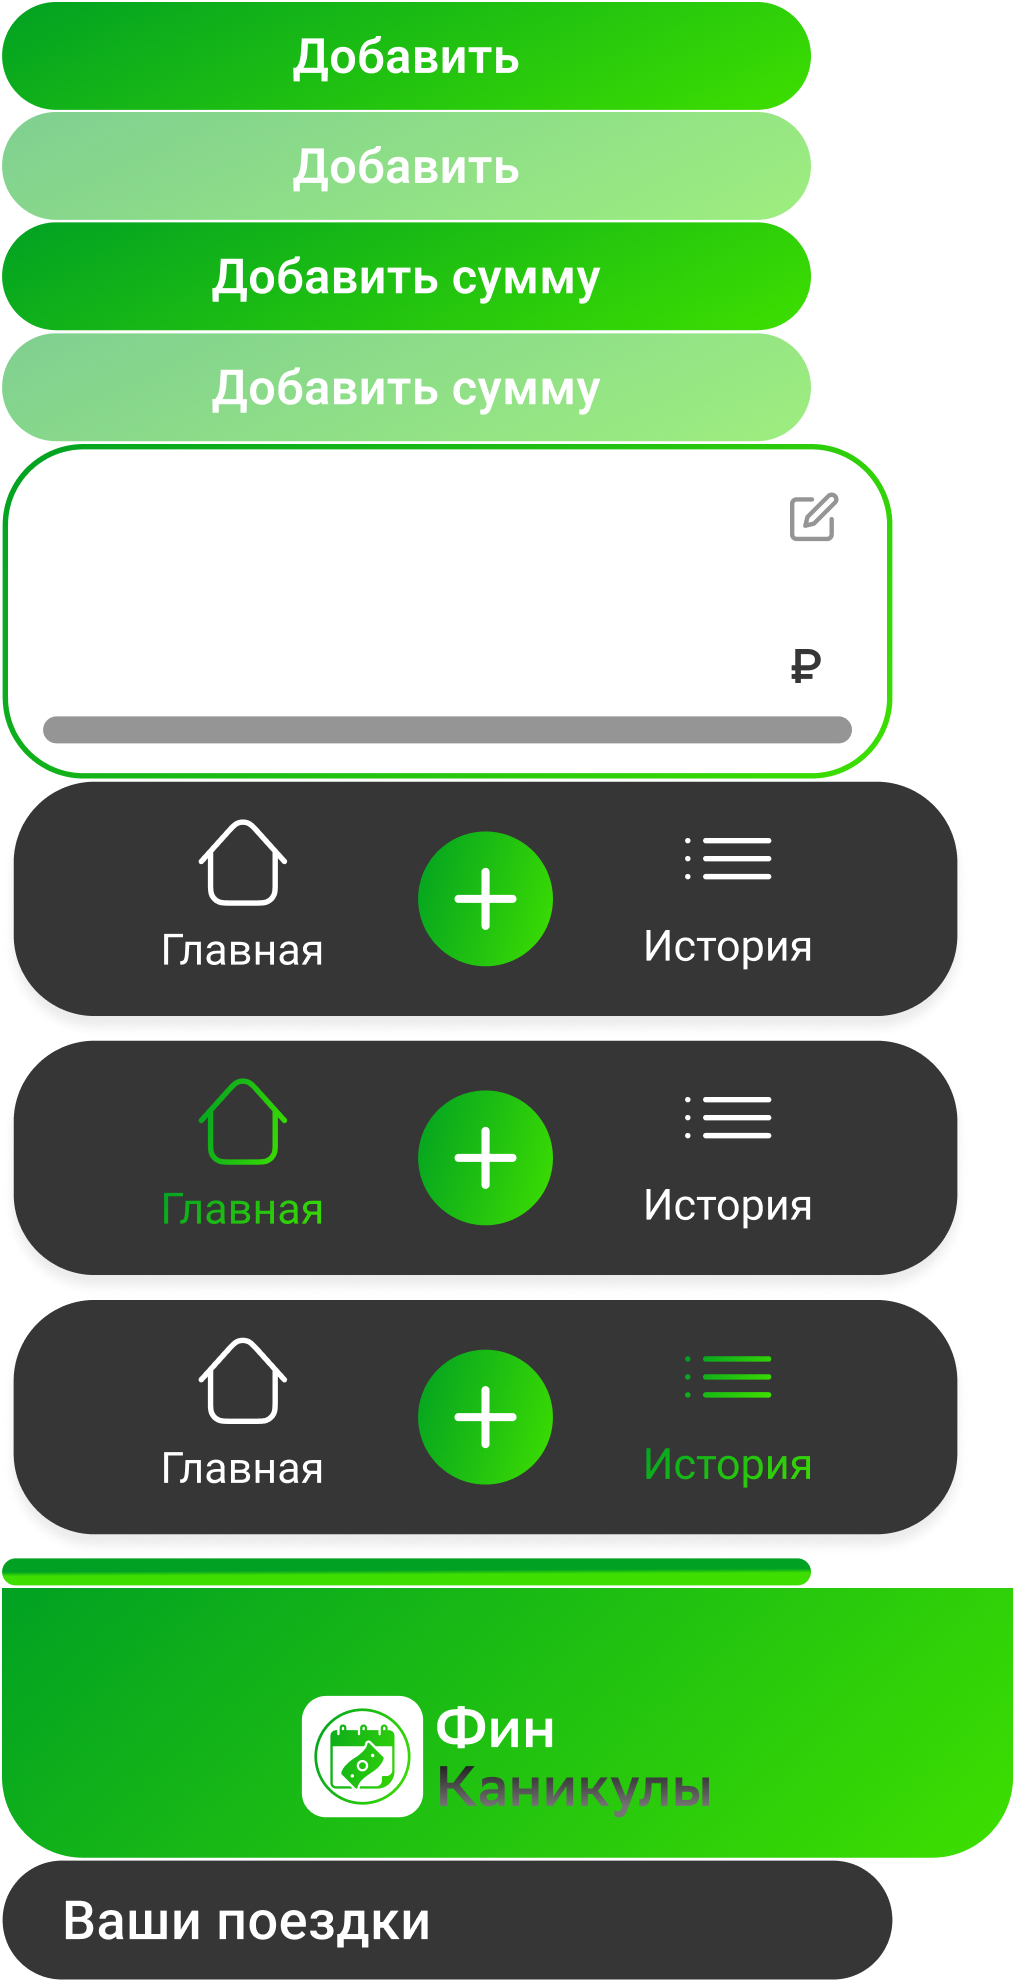 Добавить
Добавить
Добавить сумму
Добавить сумму
₽
Главная
История
Главная
История
Главная
История
Фин
Каникулы
Ваши поездки